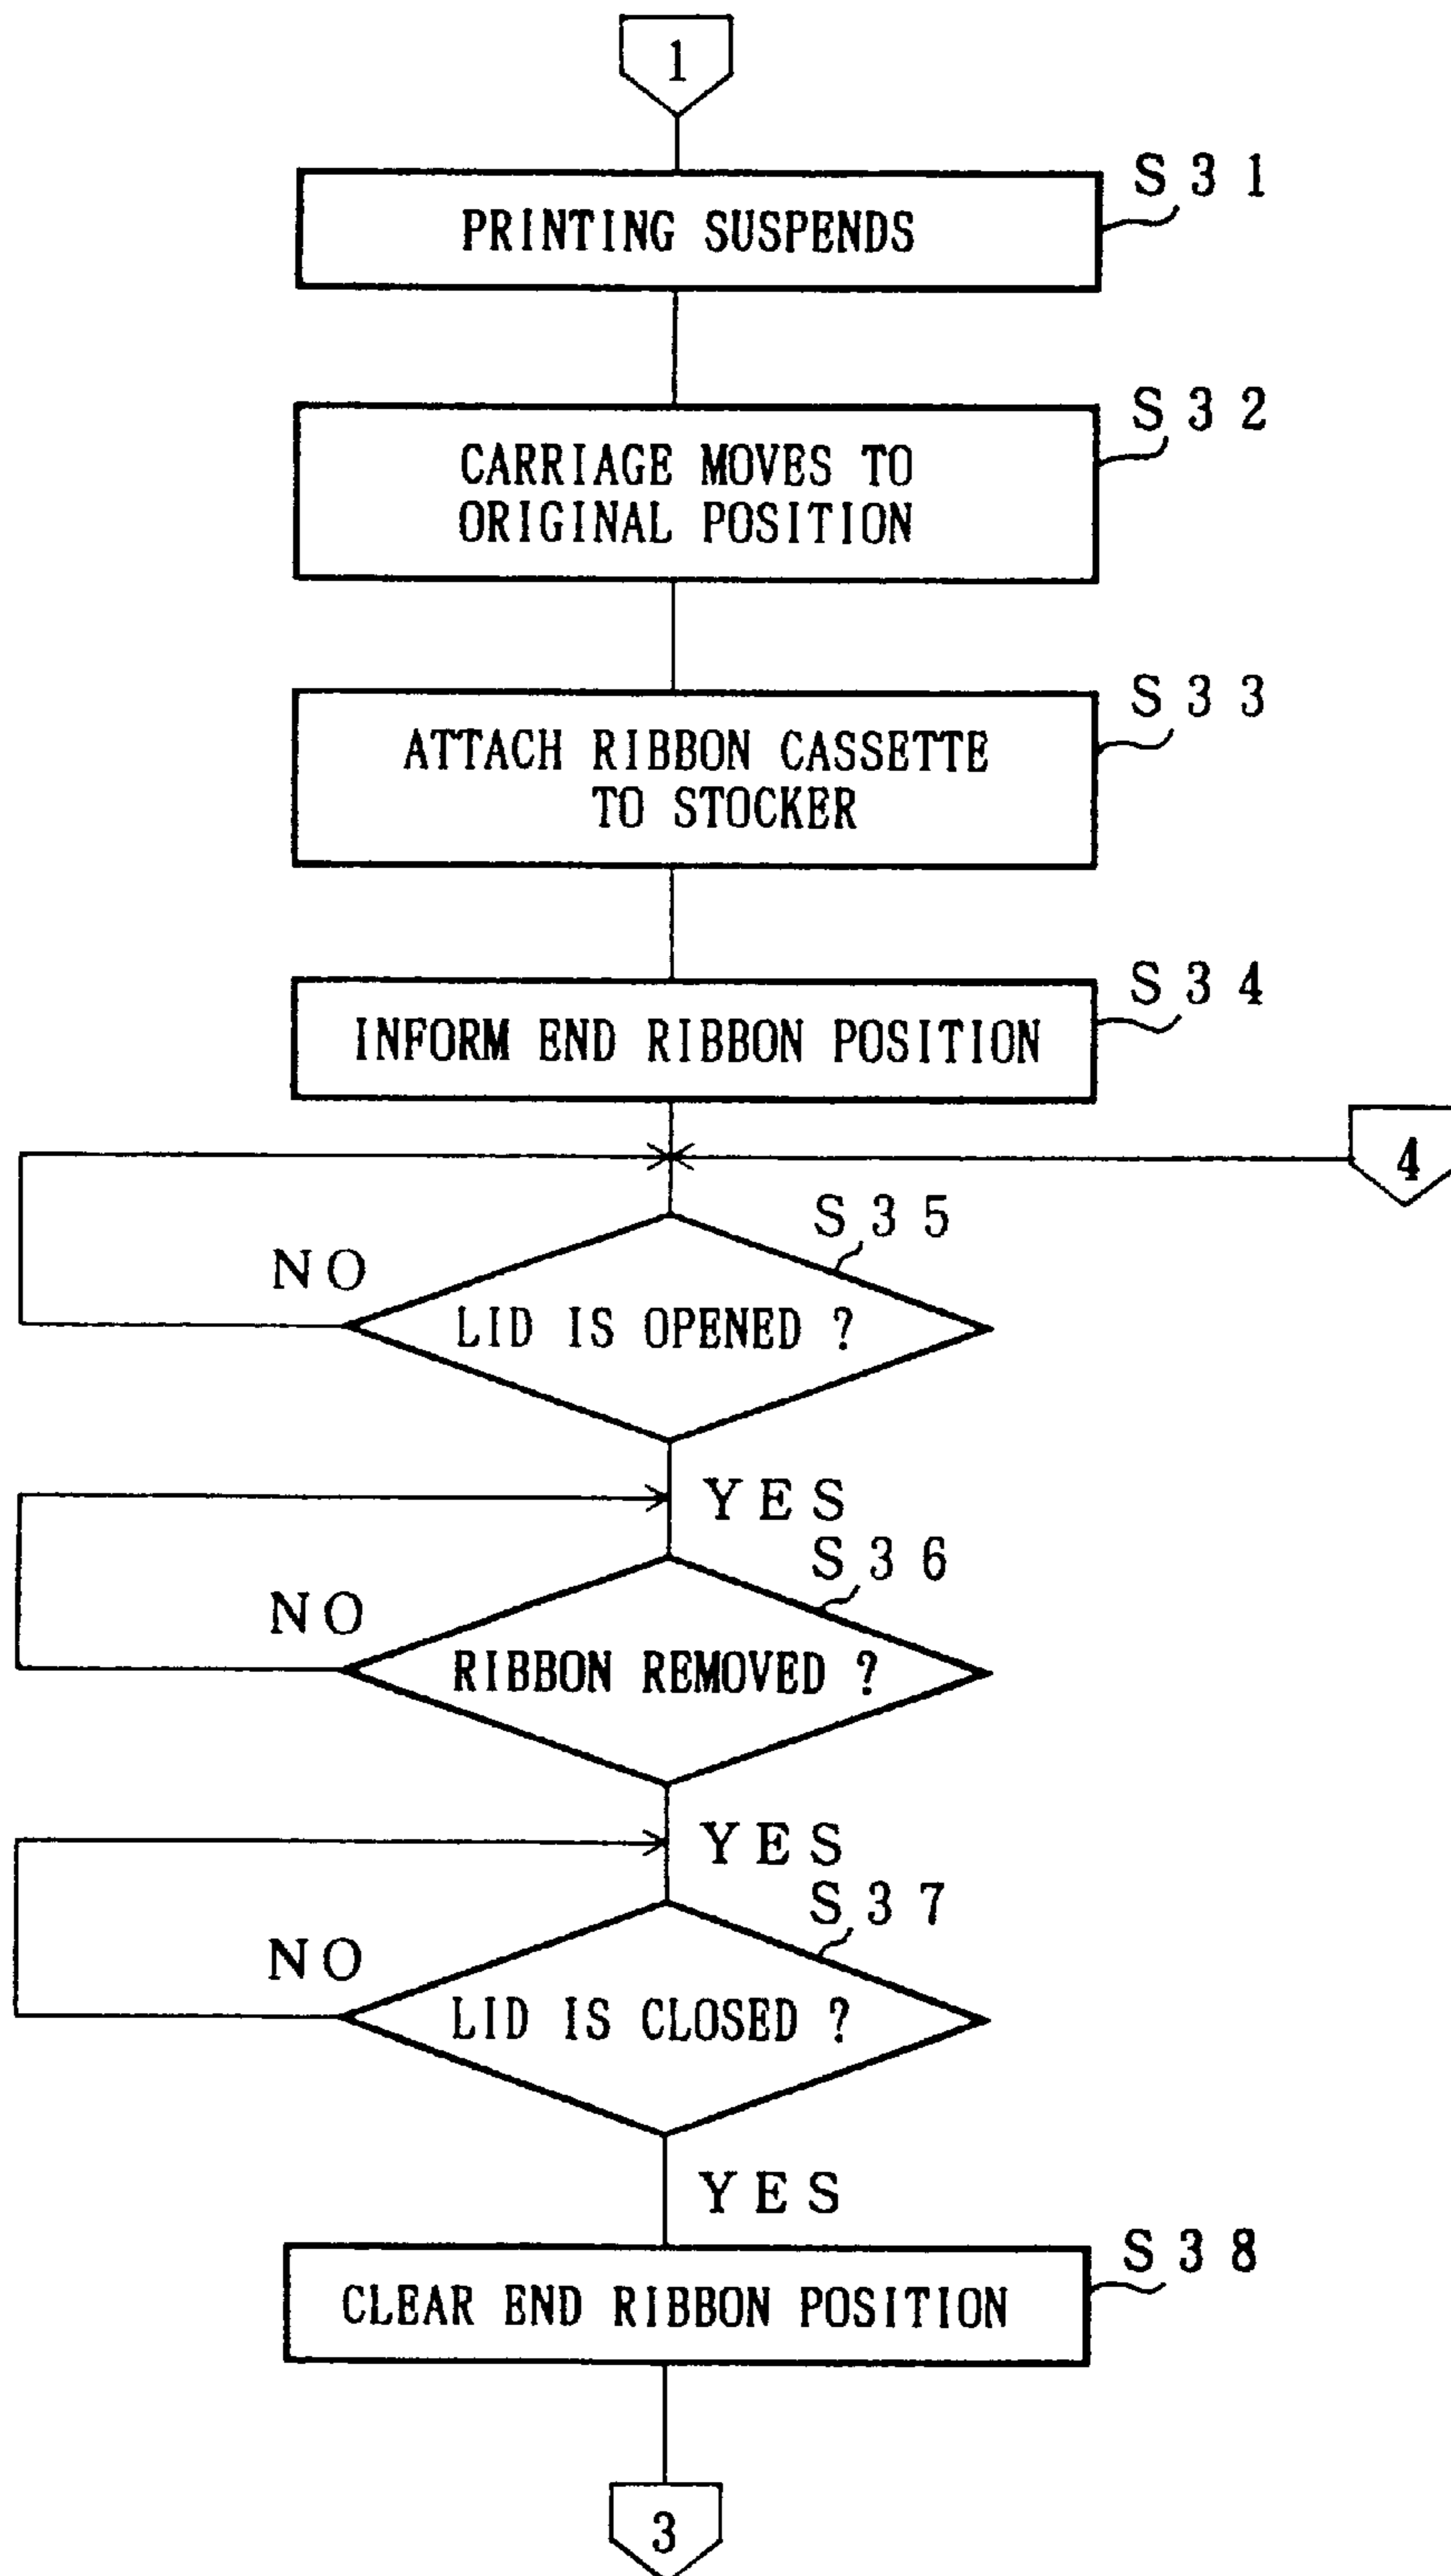 1
S31
PRINTING SUSPENDS
S32
CARRIAGE MOVES TO
ORIGINAL POSITION
S33
ATTACH RIBBON CASSETTE
TO STOCKER
S34
INFORM END RIBBON POSITION
4
S35
NO
LID IS OPENED ?
YES
S36
NO
RIBBON REMOVED ?
YES
S37
NO
LID IS CLOSED ?
YES
S38
CLEAR END RIBBON POSITION
3